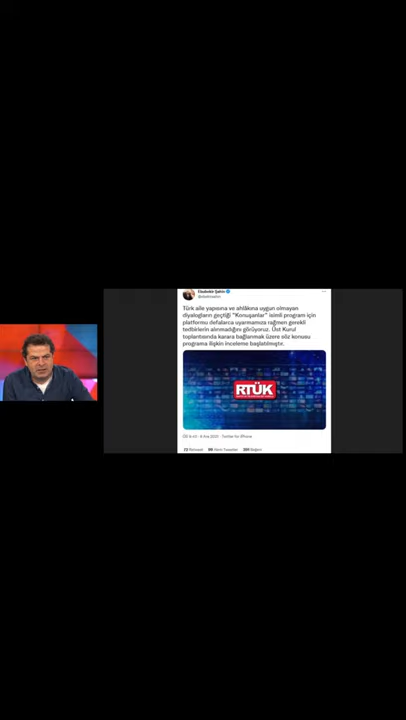 Ebubekir Şahin
@ebekirsahin
Türk aile yapısına ve ahlâkına uygun olmayan
diyalogların geçtiği "Konuşanlar" isimli program için
platformu defalarca uyarmamıza rağmen gerekli
tedbirlerin alınmadığını görüyoruz. Üst Kurul
toplantısında karara bağlanmak üzere söz konusu
programa ilişkin inceleme başlatılmıştır.
RTÜK
Twitter for iPhone